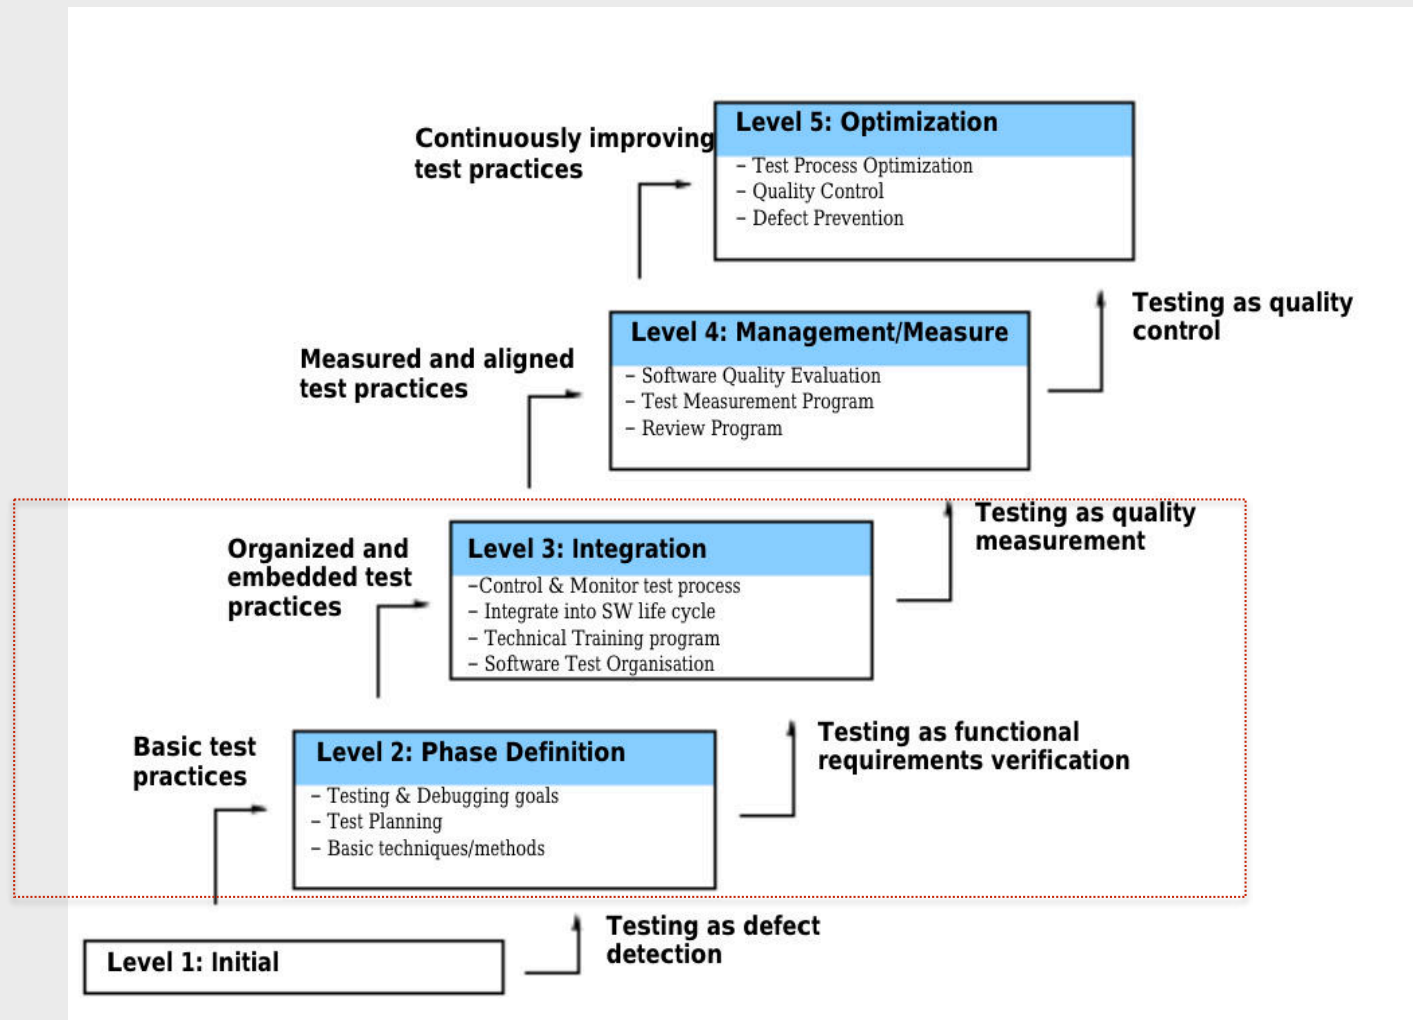 Continuously improving
test practices
Level 5: Optimization
– Test Process Optimization
– Quality Control
– Defect Prevention
Testing as quality
control
Measured and aligned
test practices
Level 4: Management/Measure
– Software Quality Evaluation
– Test Measurement Program
– Review Program
Testing as quality
measurement
Organized and
embedded test
practices
Level 3: Integration
–Control & Monitor test process
– Integrate into SW life cycle
– Technical Training program
– Software Test Organisation
Testing as functional
requirements verification
Basic test
practices
Level 2: Phase Definition
– Testing & Debugging goals
– Test Planning
– Basic techniques/methods
Testing as defect
detection
Level 1: Initial